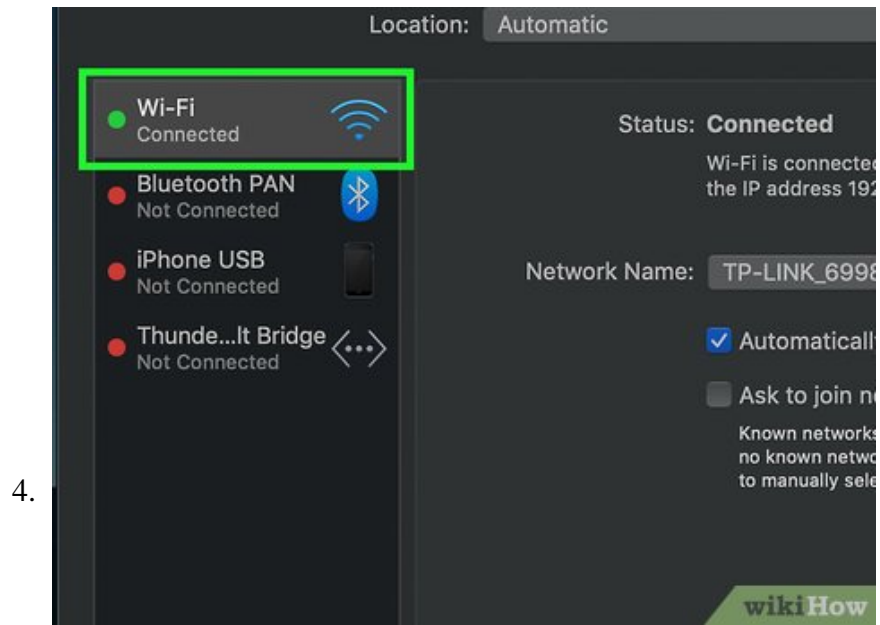 Location: Automatic
Wi-Fi
Connected
Bluetooth PAN
Not Connected
iPhone USB
Not Connected
Thunde...lt Bridge
Not Connected
Status: Connected
Wi-Fi is connected
the IP address 192
Network Name: TP-LINK_6998
Automatically
Ask to join ne
Known networks
no known netwo
to manually sele
4.
wikiHow